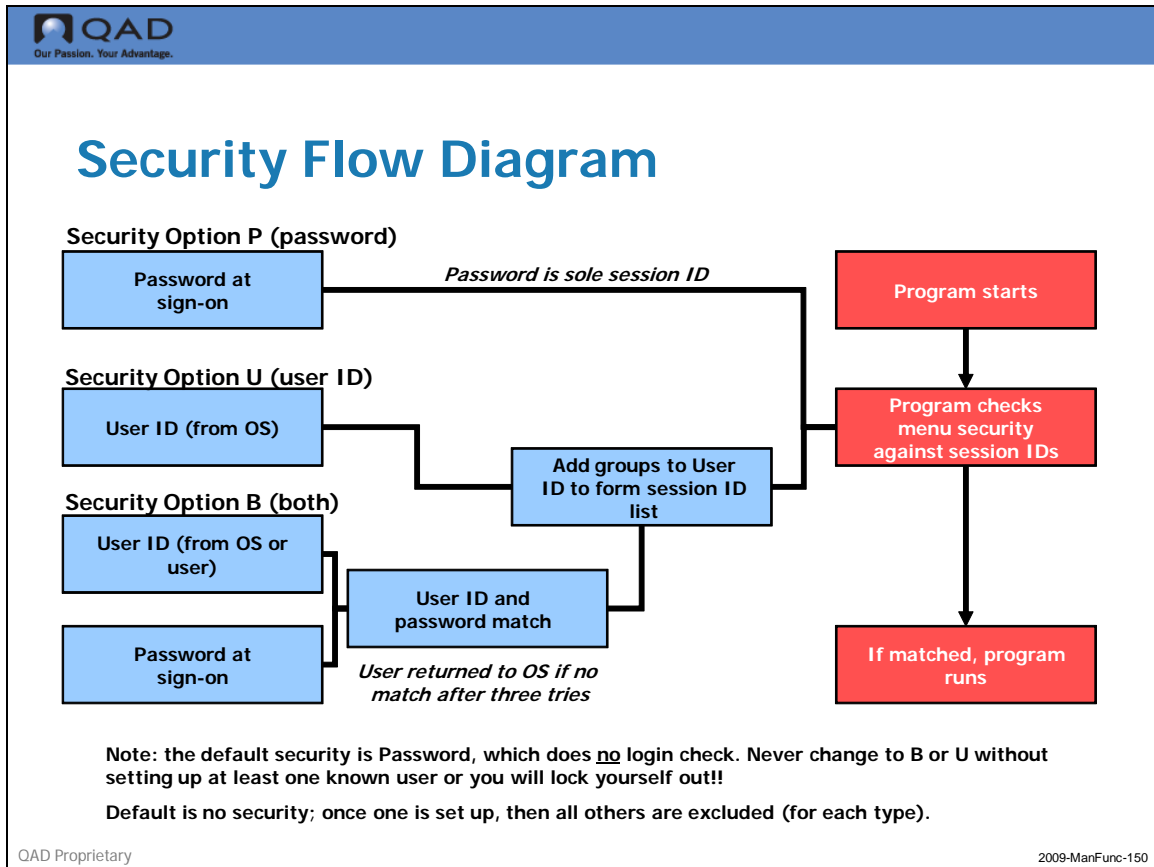 QAD
Our Passion. Your Advantage.
Security Flow Diagram
Security Option P (password)
Password at
sign-on
Password is sole session ID
Program starts
Security Option U (user ID)
User ID (from OS)
Program checks
menu security
against session IDs
Add groups to User
ID to form session ID
list
Security Option B (both)
User ID (from OS or
user)
User ID and
password match
Password at
sign-on
User returned to OS if no
match after three tries
If matched, program
runs
Note: the default security is Password, which does no login check. Never change to B or U without
setting up at least one known user or you will lock yourself out!!
Default is no security; once one is set up, then all others are excluded (for each type).
QAD Proprietary
2009-ManFunc-150